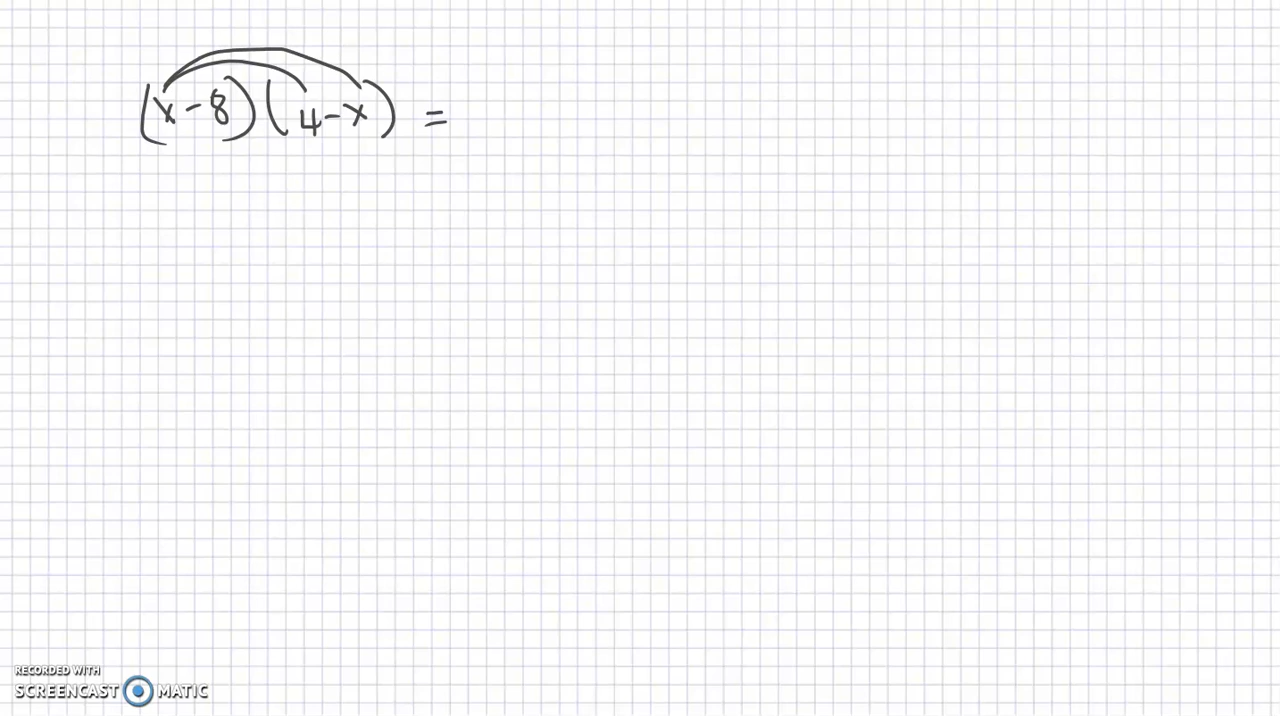 (x-8)(4-x) =
RECORDED WITH
SCREENCAST MATIC